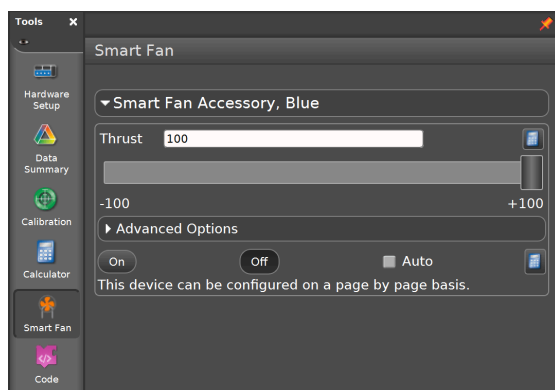 Tools
Smart Fan
Hardware
Setup
Data
Summary
Calibration
Calculator
Smart Fan
Code
Smart Fan Accessory, Blue
Thrust 100
-100 +100
Advanced Options
On Off Auto
This device can be configured on a page by page basis.